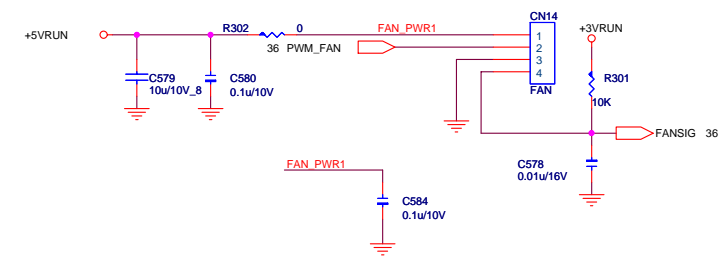 CN14
+5VRUN
R302
0
FAN_PWR1
+3VRUN
36 PWM_FAN
1
2
3
4
FAN
C579
10u/10V_8
C580
0.1u/10V
R301
10K
FANSIG 36
C578
0.01u/16V
FAN_PWR1
C584
0.1u/10V